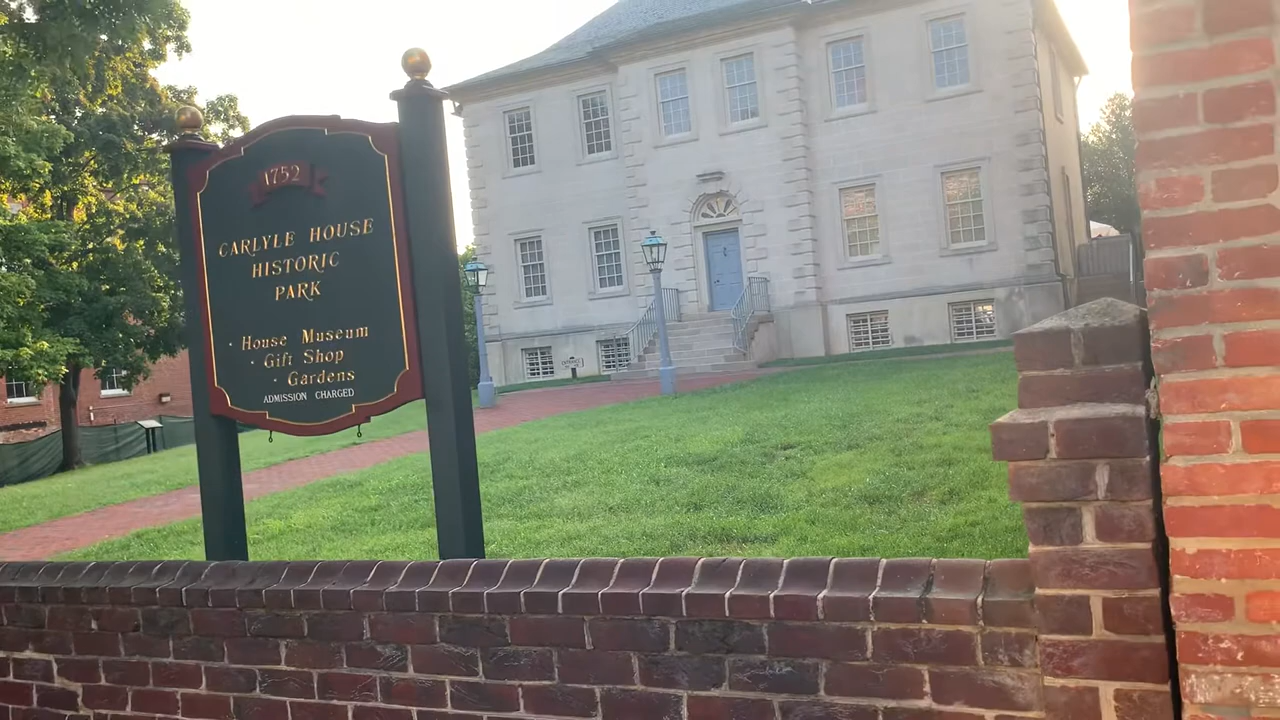 1752
CARLYLE HOUSE
HISTORIC
PARK
· House Museum
· Gift Shop
· Gardens
ADMISSION CHARGED